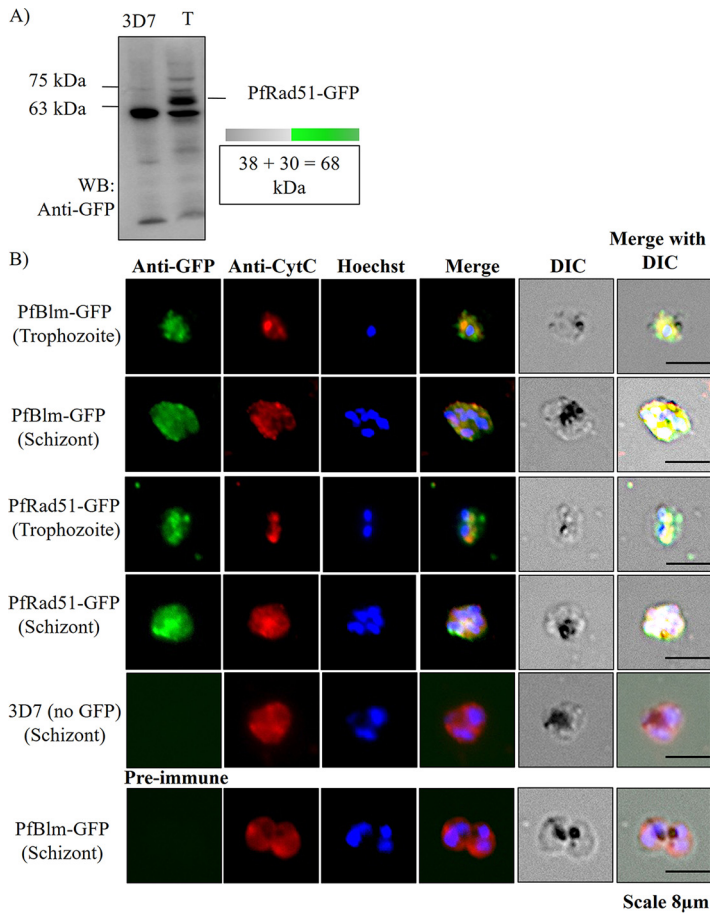 A)
3D7 T
75 kDa
63 kDa
PfRad51-GFP
38 + 30 = 68
kDa
WB:
Anti-GFP
B)
Anti-GFP Anti-CytC Hoechst Merge DIC Merge with
DIC
PfBlm-GFP
(Trophozoite)
PfBlm-GFP
(Schizont)
PfRad51-GFP
(Trophozoite)
PfRad51-GFP
(Schizont)
3D7 (no GFP)
(Schizont)
Pre-immune
PfBlm-GFP
(Schizont)
Scale 8µm